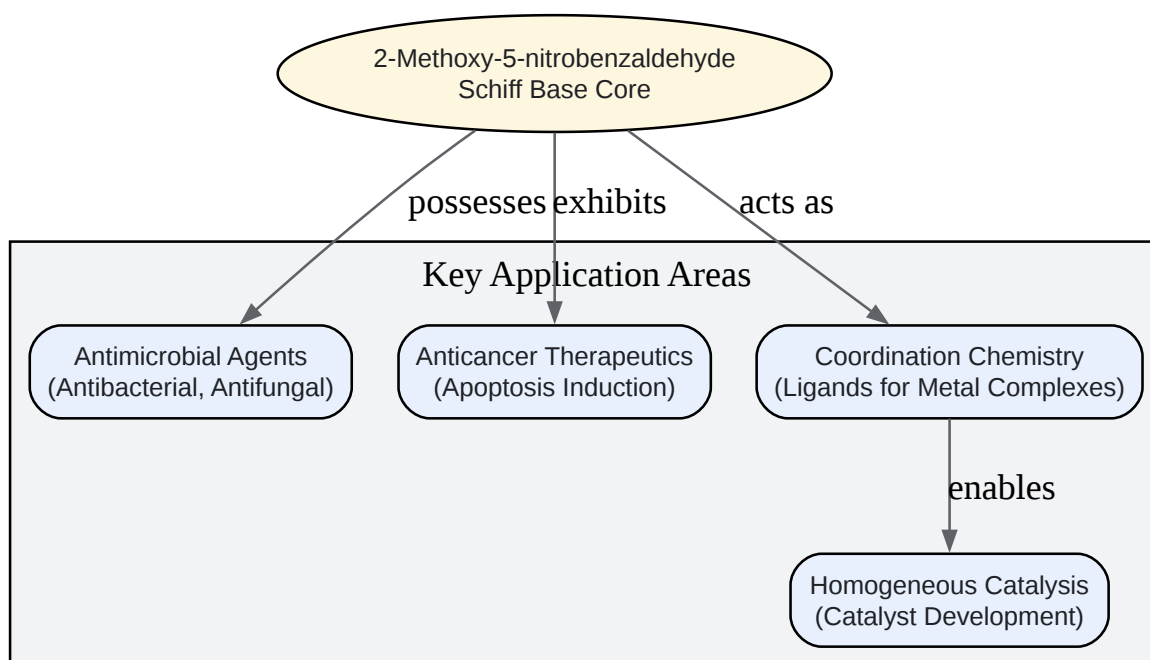 2-Methoxy-5-nitrobenzaldehyde
Schiff Base Core
possesses
exhibits
acts as
Key Application Areas
Antimicrobial Agents
(Antibacterial, Antifungal)
Anticancer Therapeutics
(Apoptosis Induction)
Coordination Chemistry
(Ligands for Metal Complexes)
enables
Homogeneous Catalysis
(Catalyst Development)